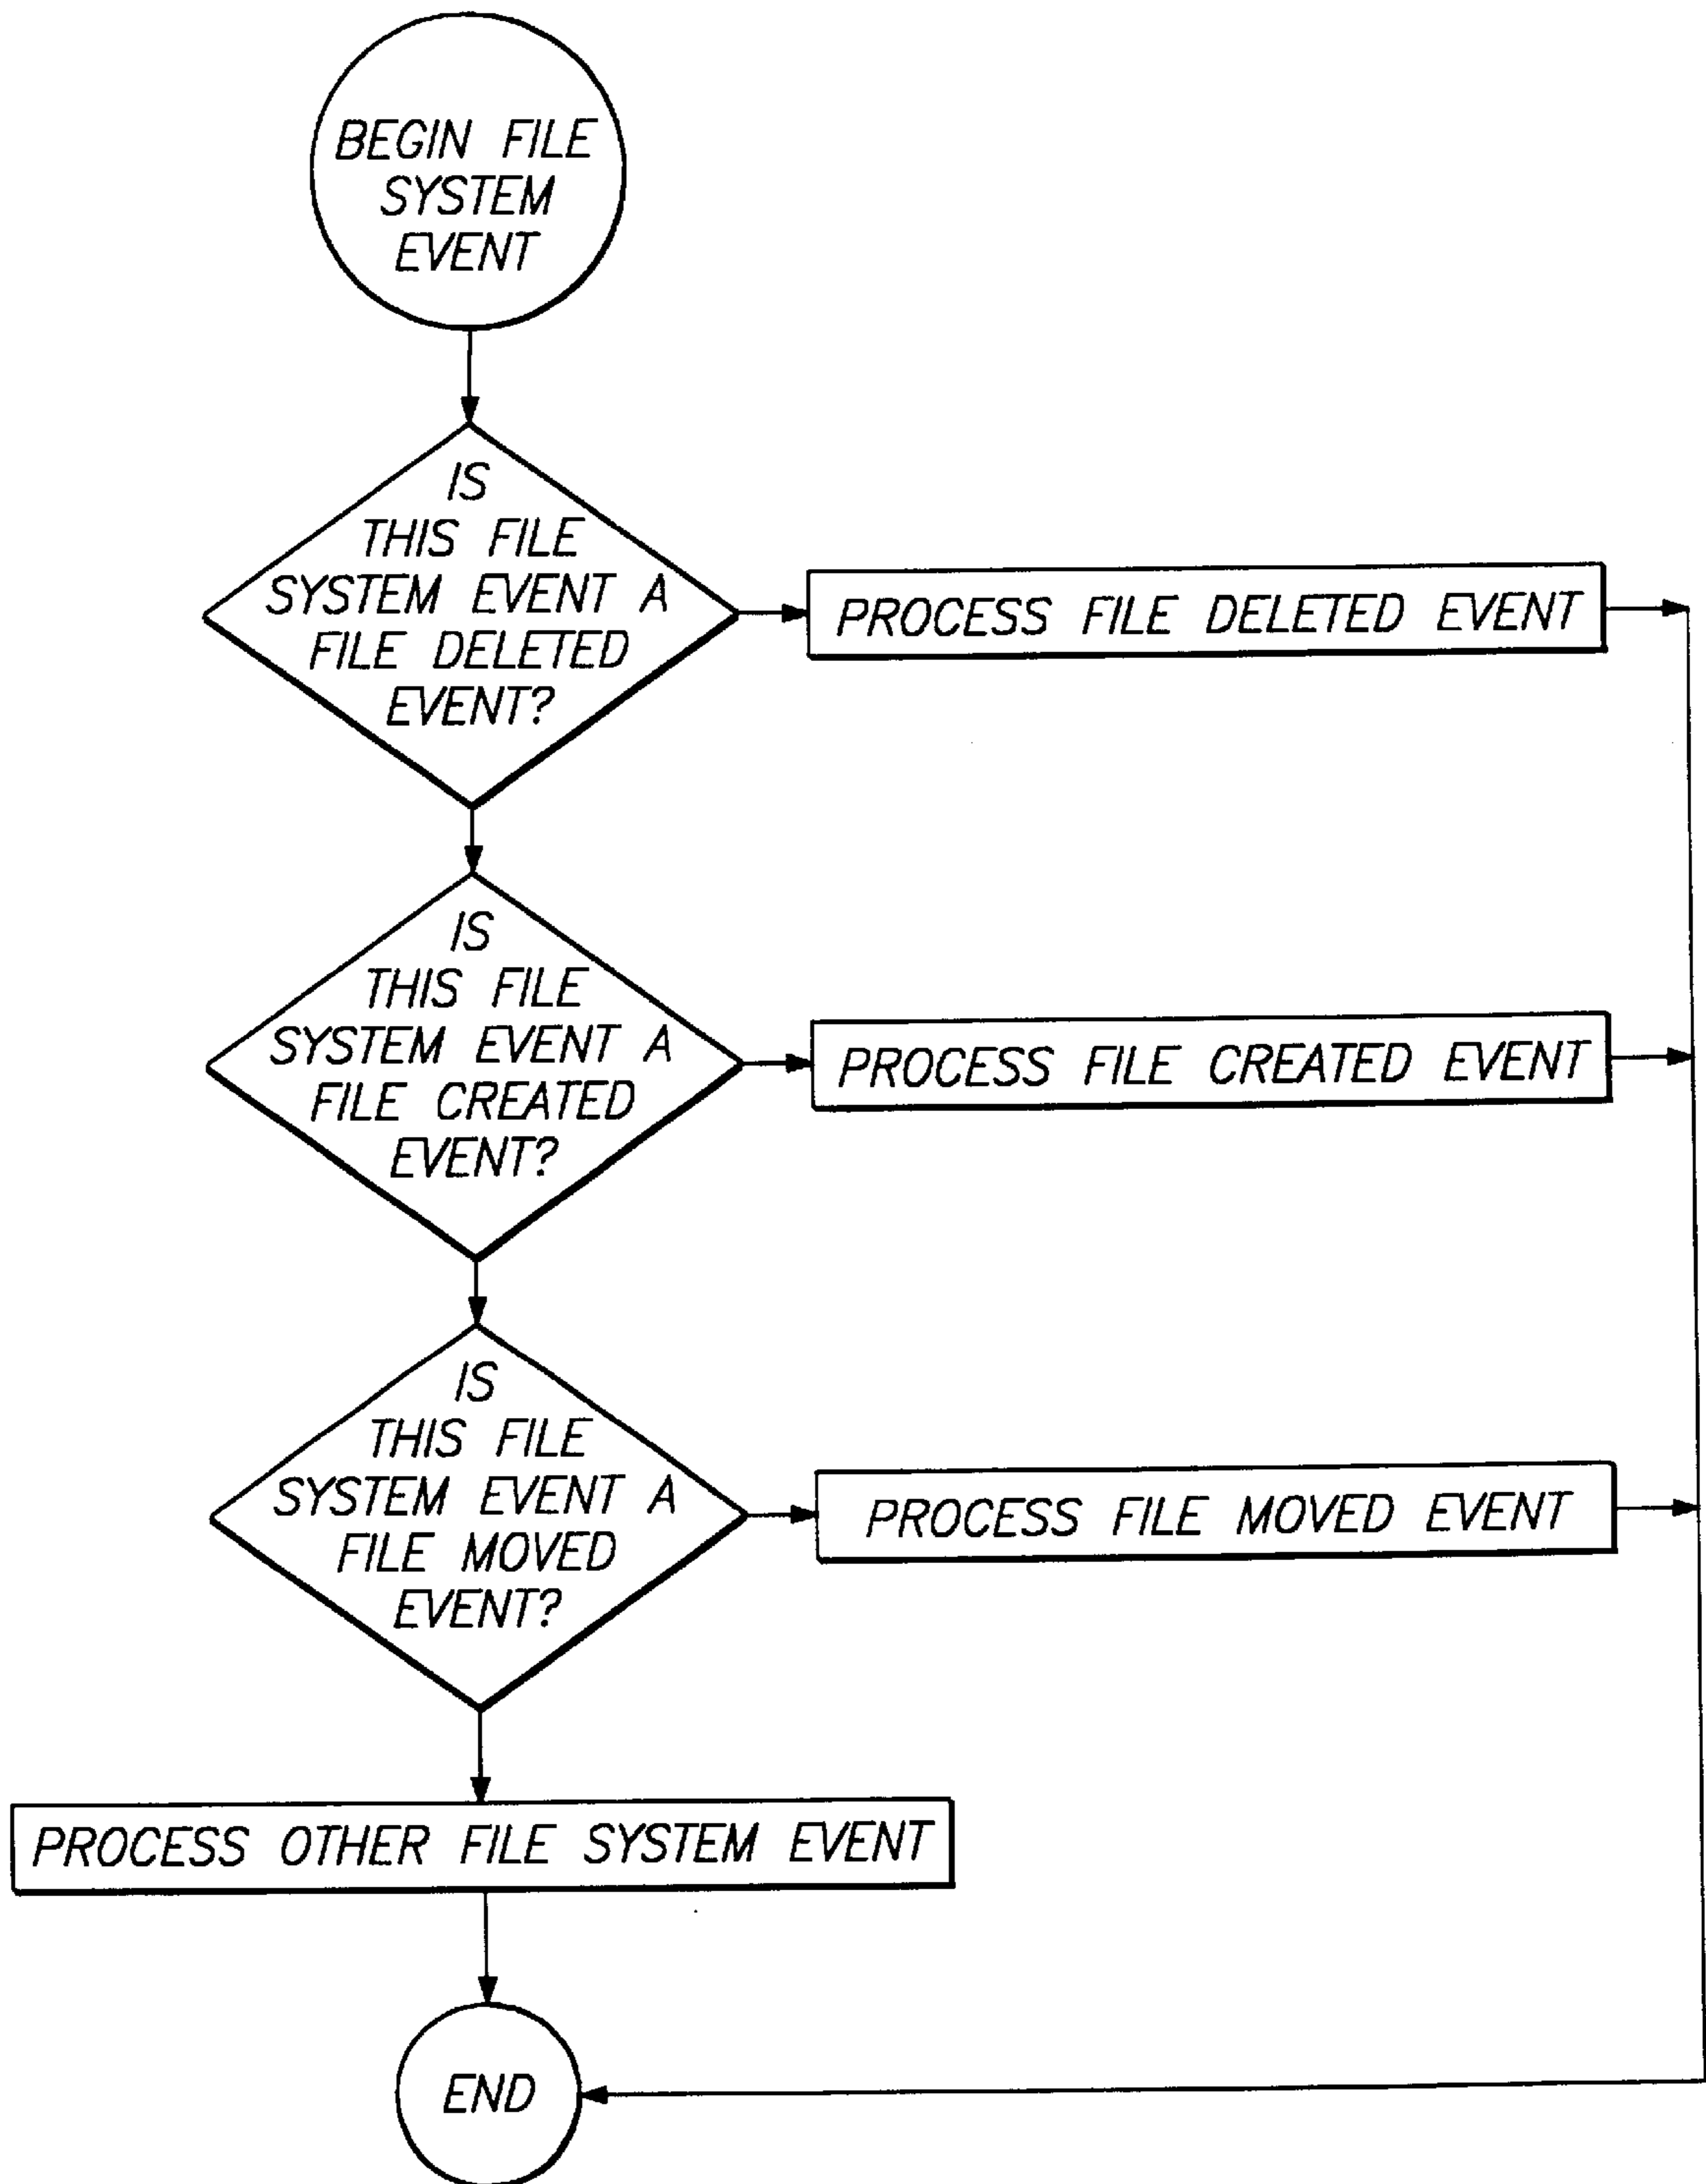 BEGIN FILE
SYSTEM
EVENT
IS
THIS FILE
SYSTEM EVENT A
FILE DELETED
EVENT?
PROCESS FILE DELETED EVENT
IS
THIS FILE
SYSTEM EVENT A
FILE CREATED
EVENT?
PROCESS FILE CREATED EVENT
IS
THIS FILE
SYSTEM EVENT A
FILE MOVED
EVENT?
PROCESS FILE MOVED EVENT
PROCESS OTHER FILE SYSTEM EVENT
END